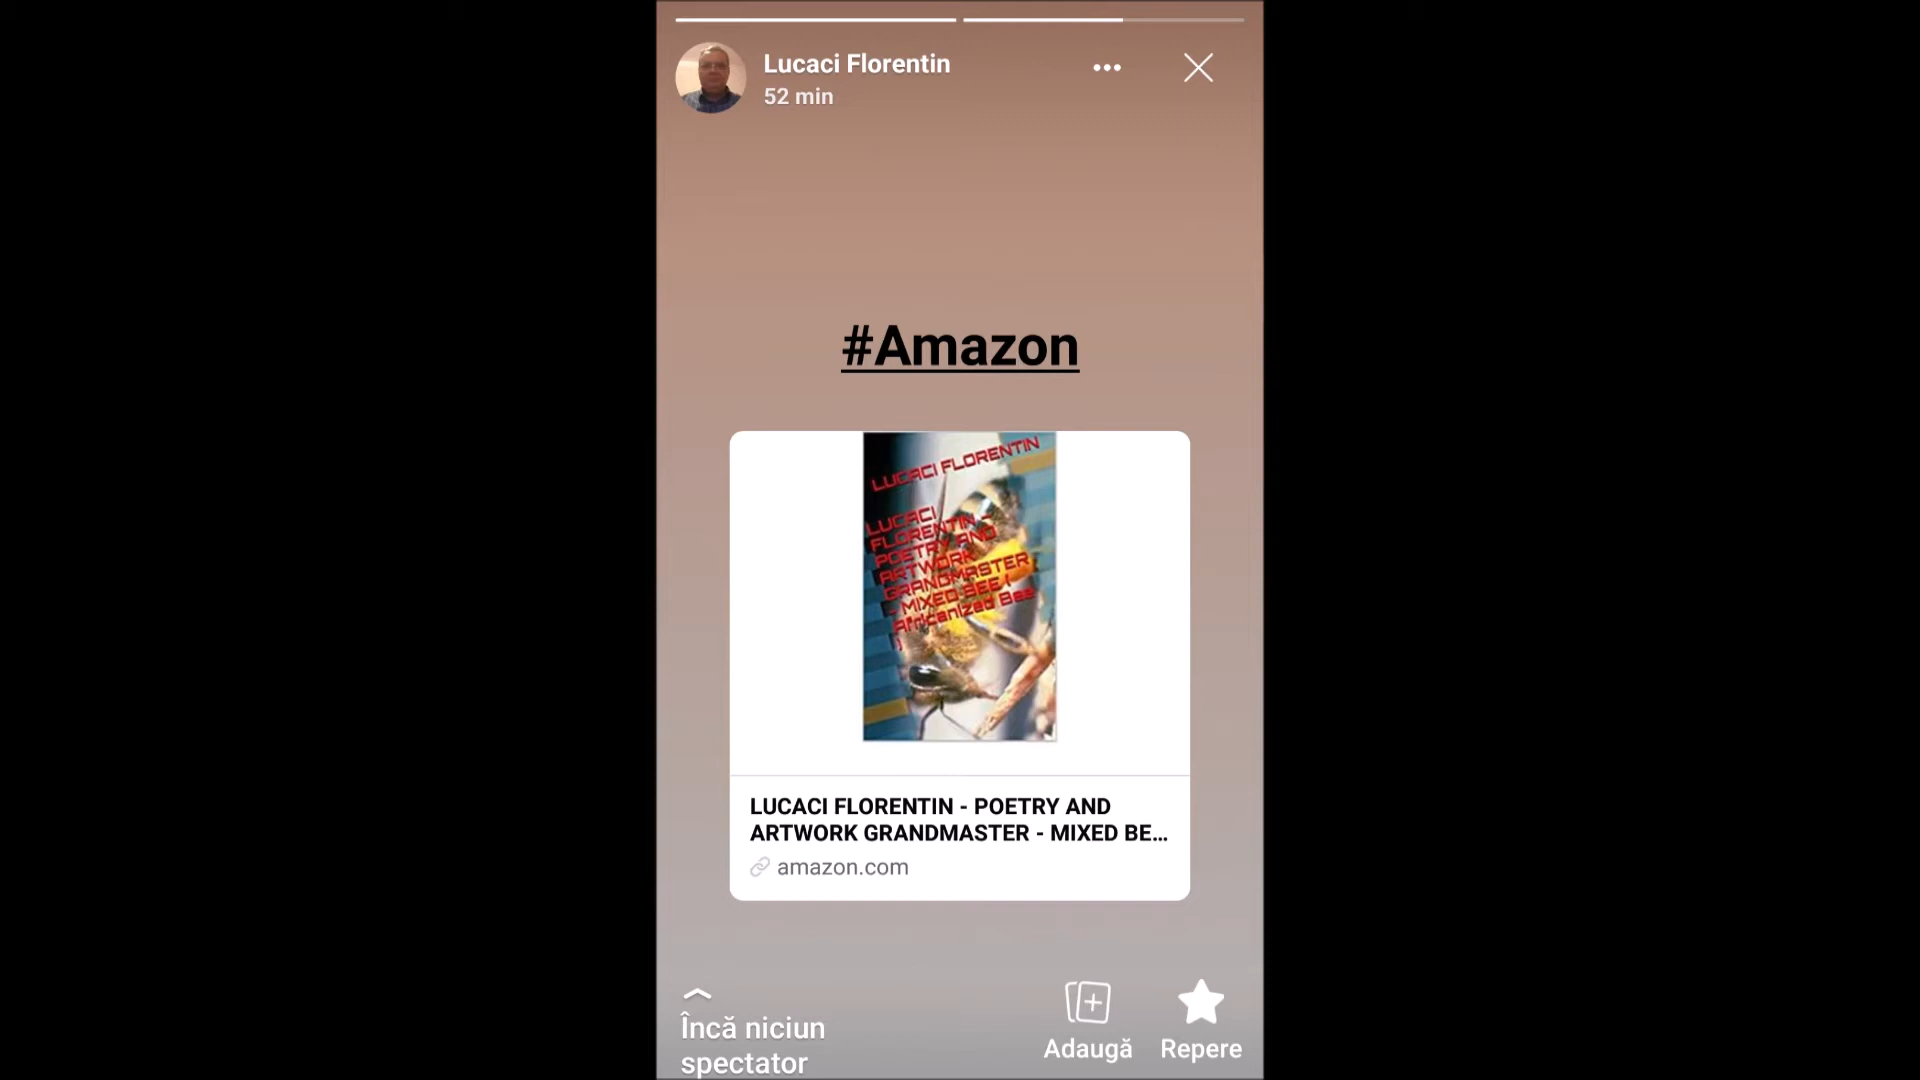 Lucaci Florentin
52 min
#Amazon
LUCACI FLORENTIN
LUCACI
FLORENTIN -
POETRY AND
ARTWORK
GRANDMASTER
- MIXED BEE (
Africanized Bee
)
LUCACI FLORENTIN - POETRY AND
ARTWORK GRANDMASTER - MIXED BE...
amazon.com
Încă niciun
spectator
Adaugă
Repere